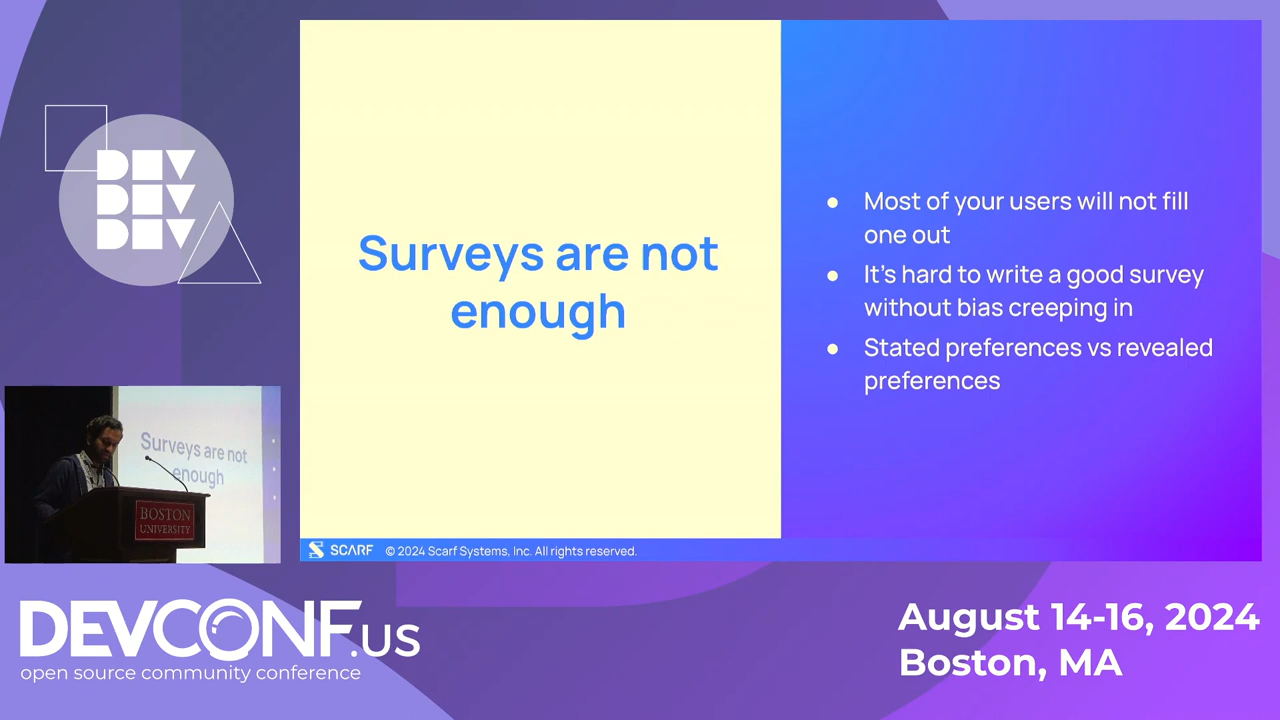 DEV
DEV
DEV
Surveys are not
enough
• Most of your users will not fill
one out
• It's hard to write a good survey
without bias creeping in
• Stated preferences vs revealed
preferences
SCARF © 2024 Scarf Systems, Inc. All rights reserved.
Surveys are not
enough
BOSTON
UNIVERSITY
DEVCONF.US
open source community conference
August 14-16, 2024
Boston, MA